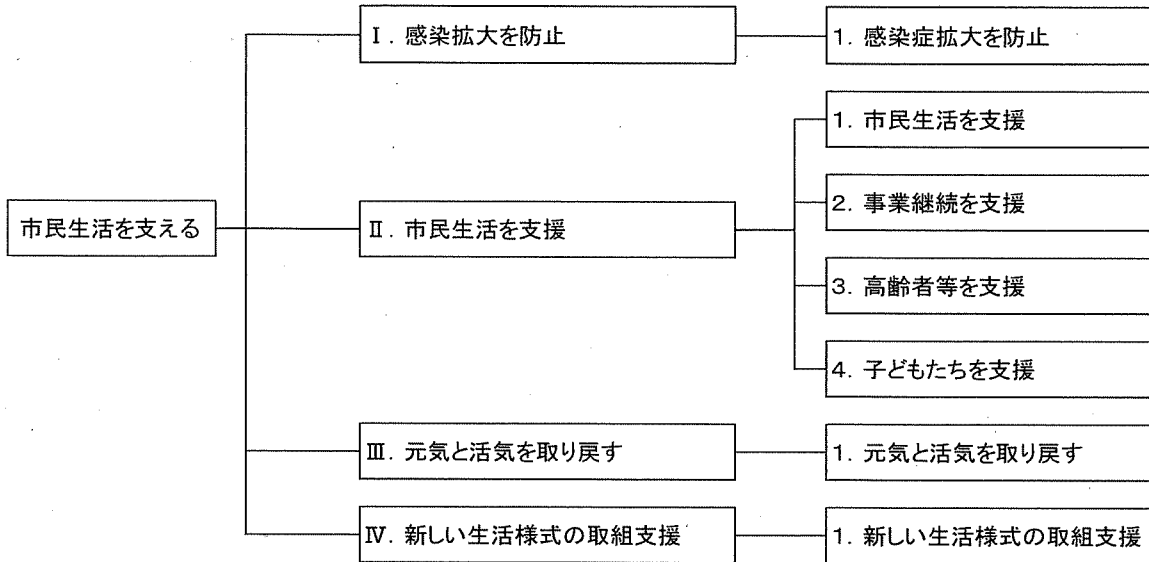 Ⅰ. 感染拡大を防止
1. 感染症拡大を防止
1. 市民生活を支援
2. 事業継続を支援
市民生活を支える
Ⅱ. 市民生活を支援
3. 高齢者等を支援
4. 子どもたちを支援
Ⅲ. 元気と活気を取り戻す
1. 元気と活気を取り戻す
Ⅳ. 新しい生活様式の取組支援
1. 新しい生活様式の取組支援